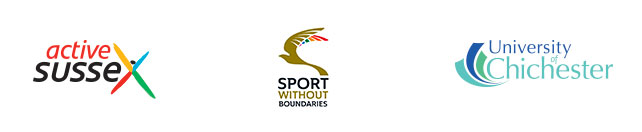 active
sussex
SPORT
WITHOUT
BOUNDARIES
University
of
Chichester